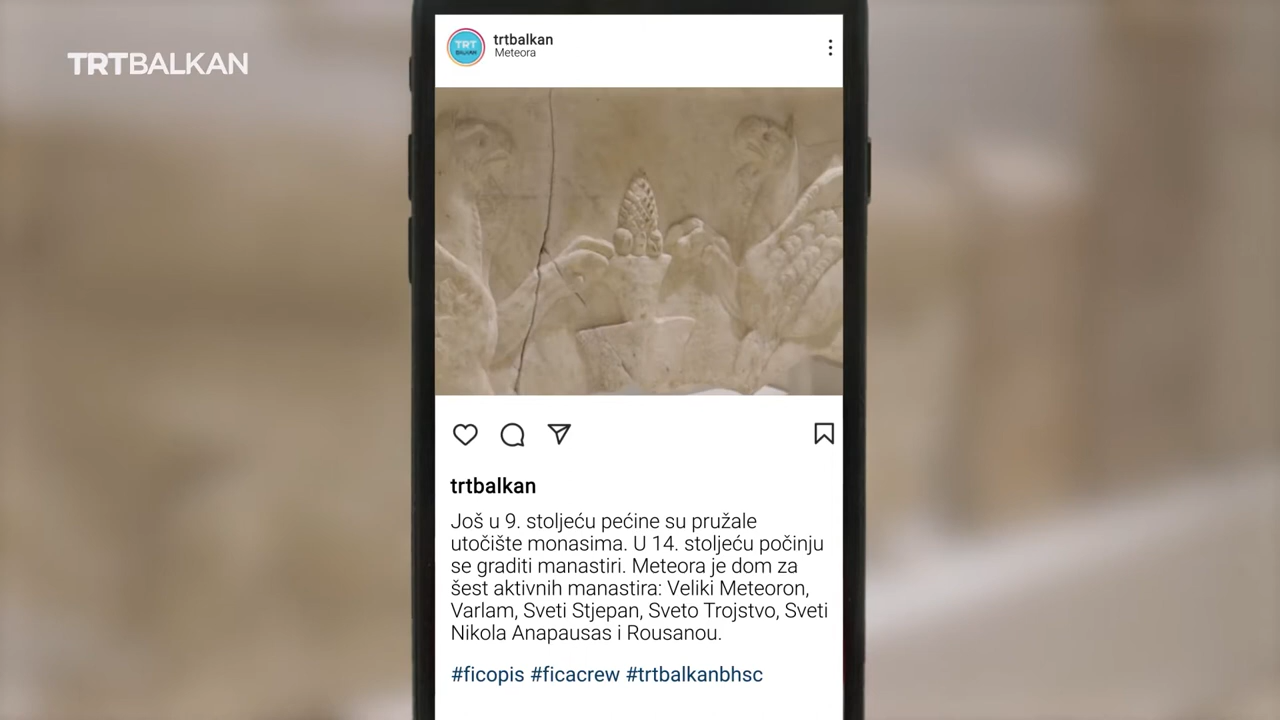 TRTBALKAN
TRT
BALKAN
trtbalkan
Meteora
trtbalkan
Još u 9. stoljeću pećine su pružale
utočište monasima. U 14. stoljeću počinju
se graditi manastiri. Meteora je dom za
šest aktivnih manastira: Veliki Meteoron,
Varlam, Sveti Stjepan, Sveto Trojstvo, Sveti
Nikola Anapausas i Rousanou.
#ficopis #ficacrew #trtbalkanbhsc